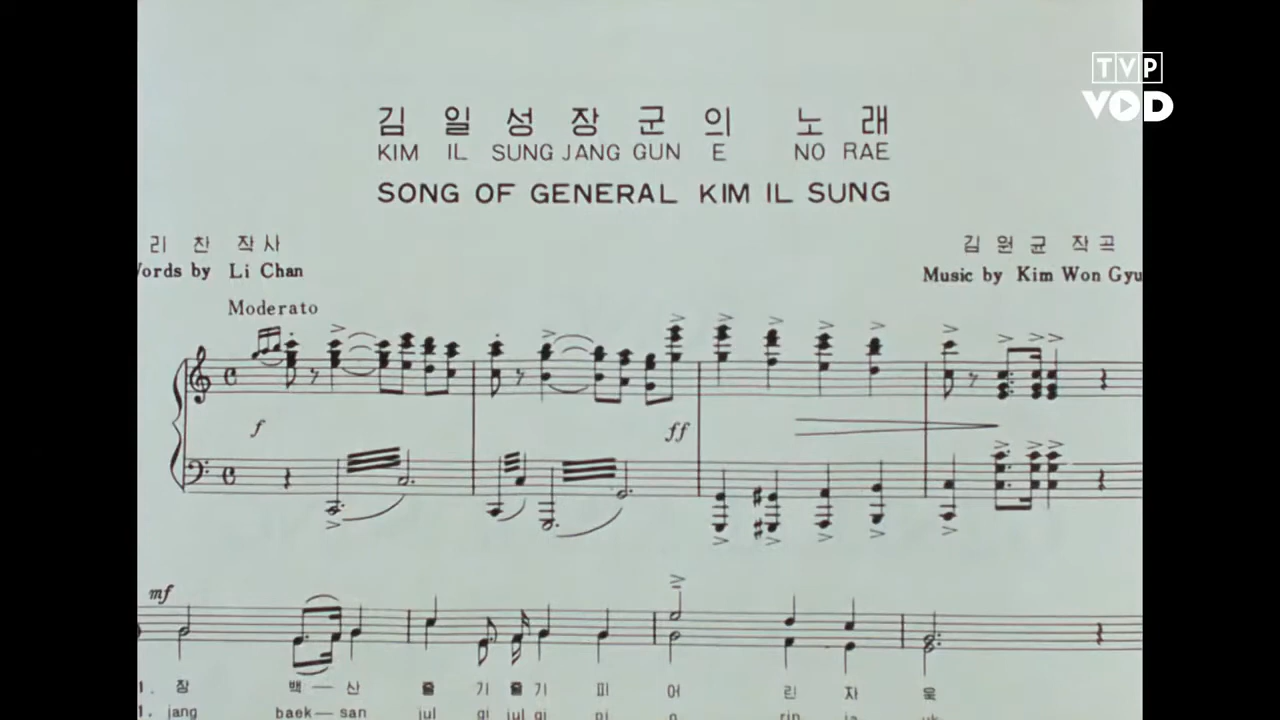 TVP
VOD
김 일 성 장 군 의 노 래
KIM IL SUNG JANG GUN E NO RAE
SONG OF GENERAL KIM IL SUNG
리 찬 작 사
김 원 균 작 곡
Words by Li Chan
Music by Kim Won Gyu
Moderato
f
ff
mf
1. 장 백 — 산 줄 기 줄 기 피 어 린 자 욱
1. jang baek — san jul gi jul gi pi o rin ja uk